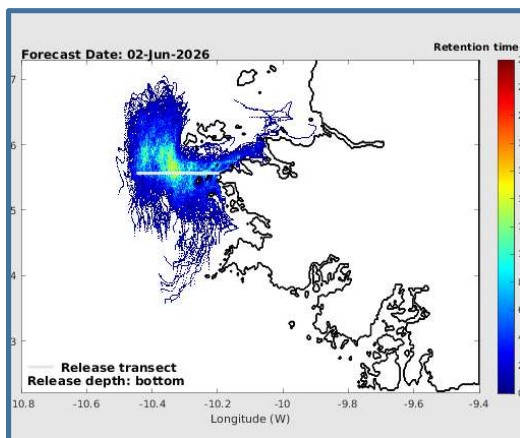 Retention time
Forecast Date: 02-Jun-2026
7
6
5
4
3
Release transect
Release depth: bottom
10.8 -10.6 -10.4 -10.2 -10 -9.8 -9.6 -9.4
Longitude (W)